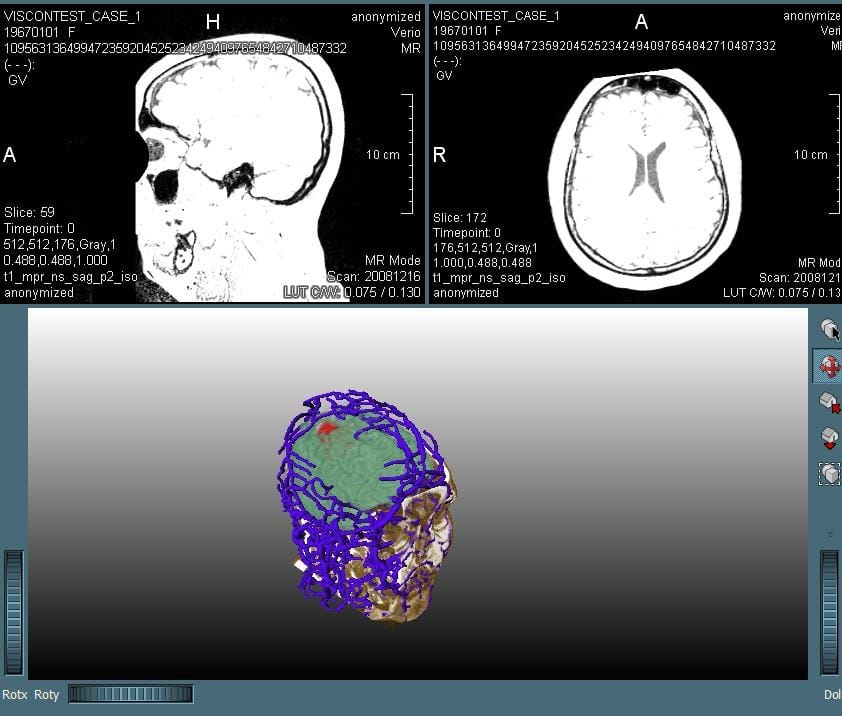 VISCONTEST_CASE_1
19670101 F
10956313649947235920452523424940976548427​10487332
(- - -):
GV
H
anonymized
Verio
MR
A
10 cm
Slice: 59
Timepoint: 0
512,512,176,Gray,1
0.488,0.488,1.000
t1_mpr_ns_sag_p2_iso
anonymized
MR Mode
Scan: 20081216
LUT C/W: 0.075 / 0.130
VISCONTEST_CASE_1
19670101 F
1095631364994723592045252342494097654842710487332
(- - -):
GV
A
anonymize
Veri
M
R
10 cm
Slice: 172
Timepoint: 0
176,512,512,Gray,1
1.000,0.488,0.488
t1_mpr_ns_sag_p2_iso
anonymized
MR Mod
Scan: 2008121
LUT C/W: 0.075 / 0.13
Rotx Roty
Dol